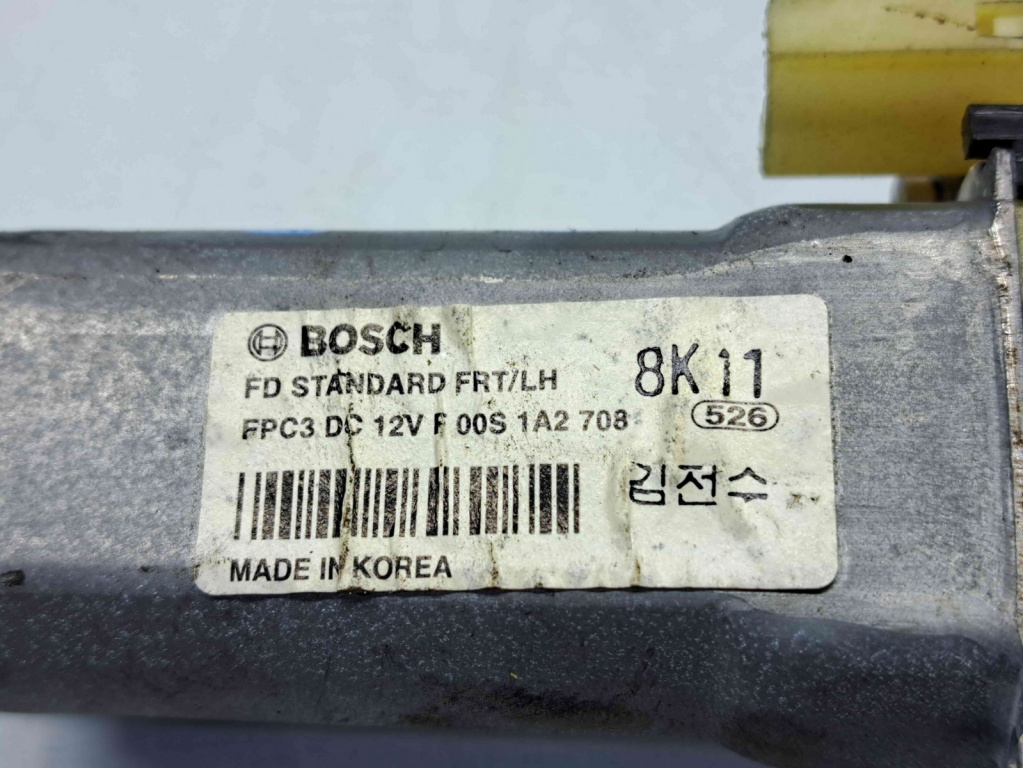 BOSCH
FD STANDARD FRT/LH
8K11
FPC3 DC 12V F 00S 1A2 708
526
김전수
MADE IN KOREA